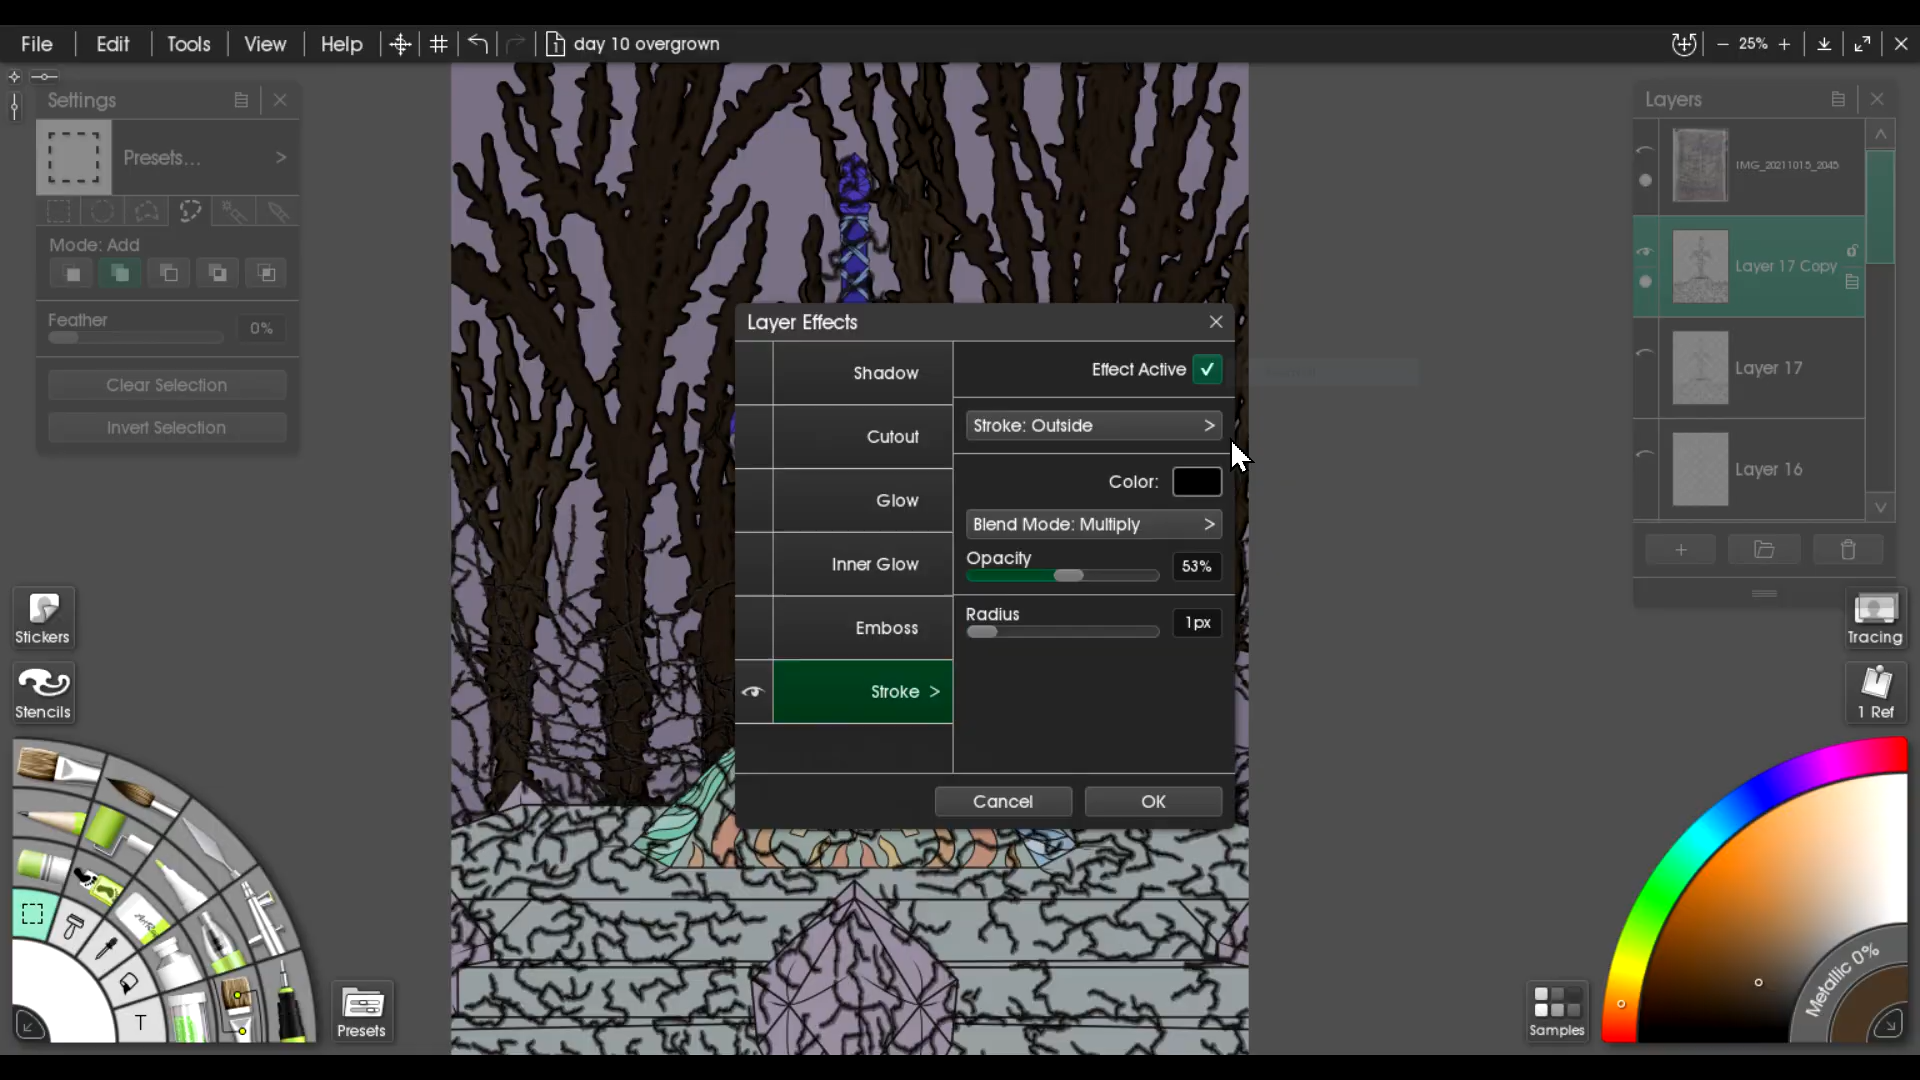 File Edit Tools View Help day 10 overgrown 25%
Settings
Presets...
Mode: Add
Feather 0%
Clear Selection
Invert Selection
Stickers
Stencils
Presets
T
Layer Effects
Shadow
Cutout
Glow
Inner Glow
Emboss
Stroke >
Effect Active
Stroke: Outside >
Color:
Blend Mode: Multiply >
Opacity 53%
Radius 1px
Cancel OK
Layers
IMG_20211015_2045
Layer 17 Copy
Layer 17
Layer 16
Tracing
1 Ref
Metallic 0%
Samples